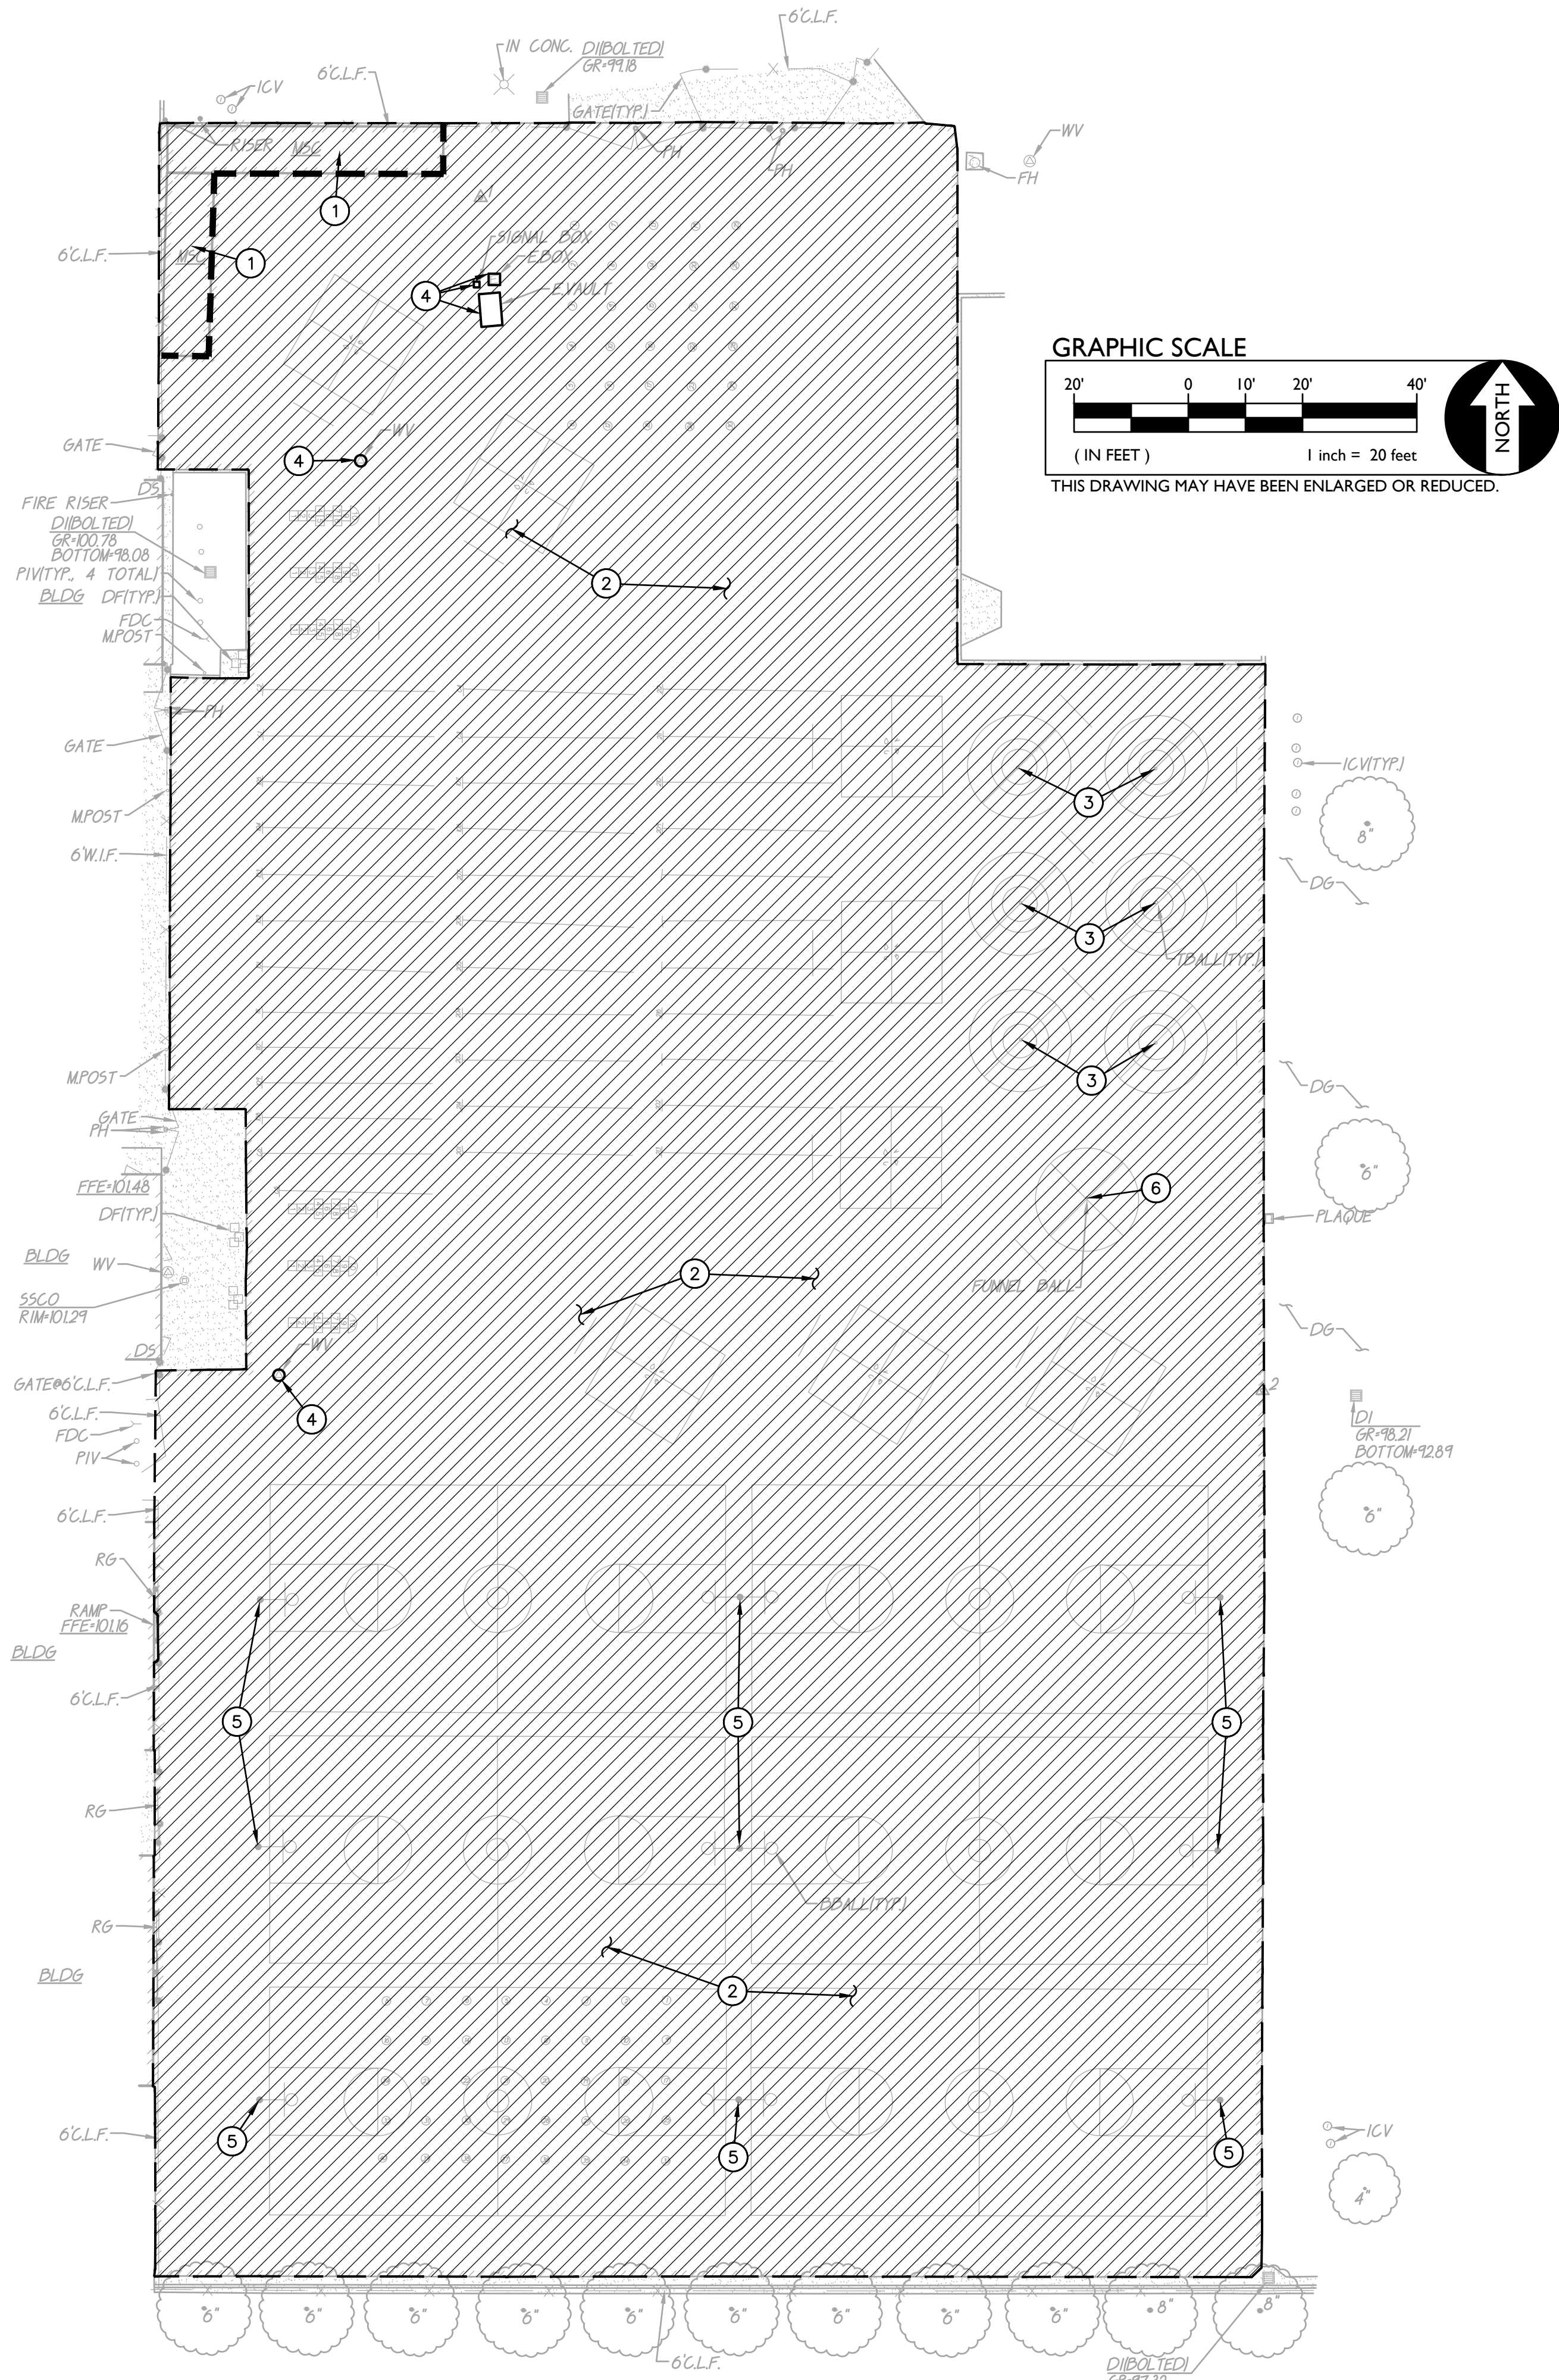 6'C.L.F.
IN CONC.
DI(BOLTED)
GR=99.18
6'C.L.F.
ICV
GATE(TYP.)
RISER
MSC
PH
PH
WV
FH
1
1
SIGNAL BOX
E.BOX
E.VAULT
6'C.L.F.
MSC
1
4
GRAPHIC SCALE
20' 0 10' 20' 40'
( IN FEET ) 1 inch = 20 feet
NORTH
THIS DRAWING MAY HAVE BEEN ENLARGED OR REDUCED.
GATE
WV
4
DS
FIRE RISER
DI(BOLTED)
GR=100.78
BOTTOM=98.08
PIV(TYP., 4 TOTAL)
BLDG DF(TYP.)
FDC
M.POST
2
PH
GATE
ICV(TYP.)
3
M.POST
8"
6'W.I.F.
DG
3
TBALL(TYP.)
M.POST
3
DG
GATE
PH
FFE=101.48
6"
6
DF(TYP.)
PLAQUE
BLDG WV
2
FUNNEL BALL
SSCO
RIM=101.29
DG
DS
WV
GATE@6'C.L.F.
2
4
6'C.L.F.
DI
GR=98.21
BOTTOM=92.89
FDC
PIV
6'C.L.F.
6"
RG
RAMP
FFE=101.16
BLDG
6'C.L.F.
5
5
5
RG
BBALL(TYP.)
RG
BLDG
2
6'C.L.F.
ICV
5
5
5
4"
6" 6" 6" 6" 6" 6" 6" 6" 6" 8" 8"
6'C.L.F.
DI(BOLTED)